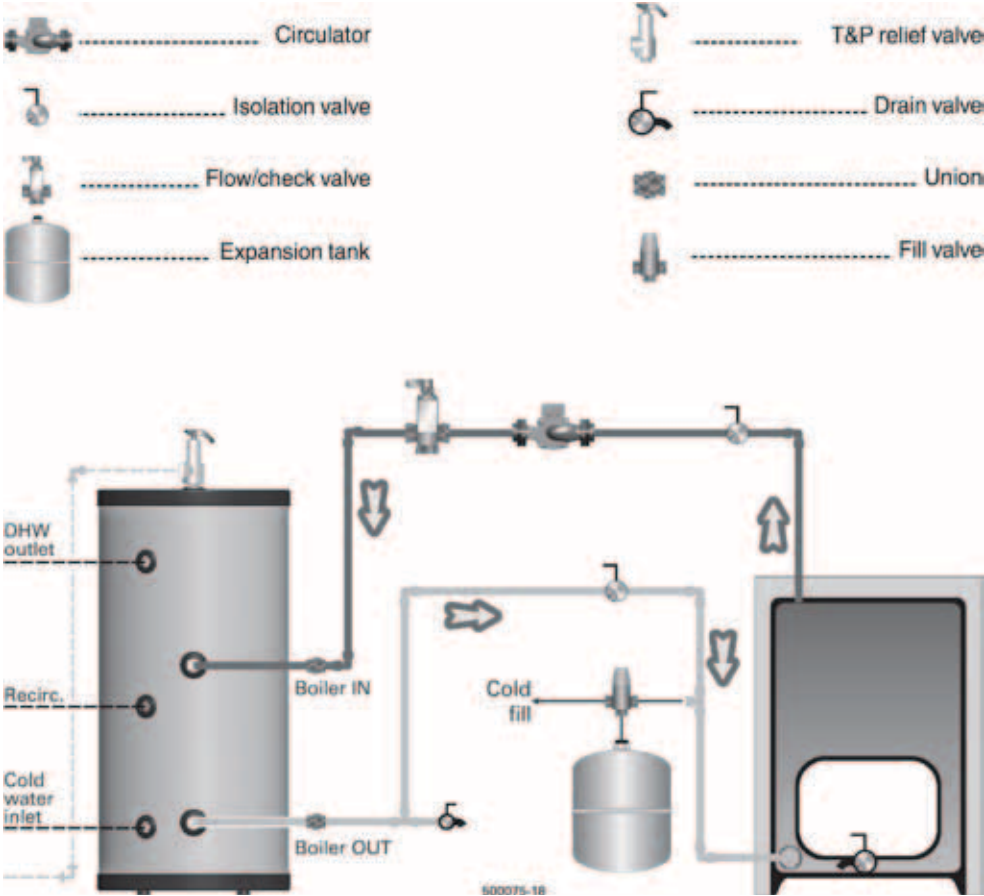 Circulator
T&P relief valve
Isolation valve
Drain valve
Flow/check valve
Union
Expansion tank
Fill valve
DHW
outlet
Boiler IN
Recirc.
Cold
fill
Cold
water
inlet
Boiler OUT
500075-18